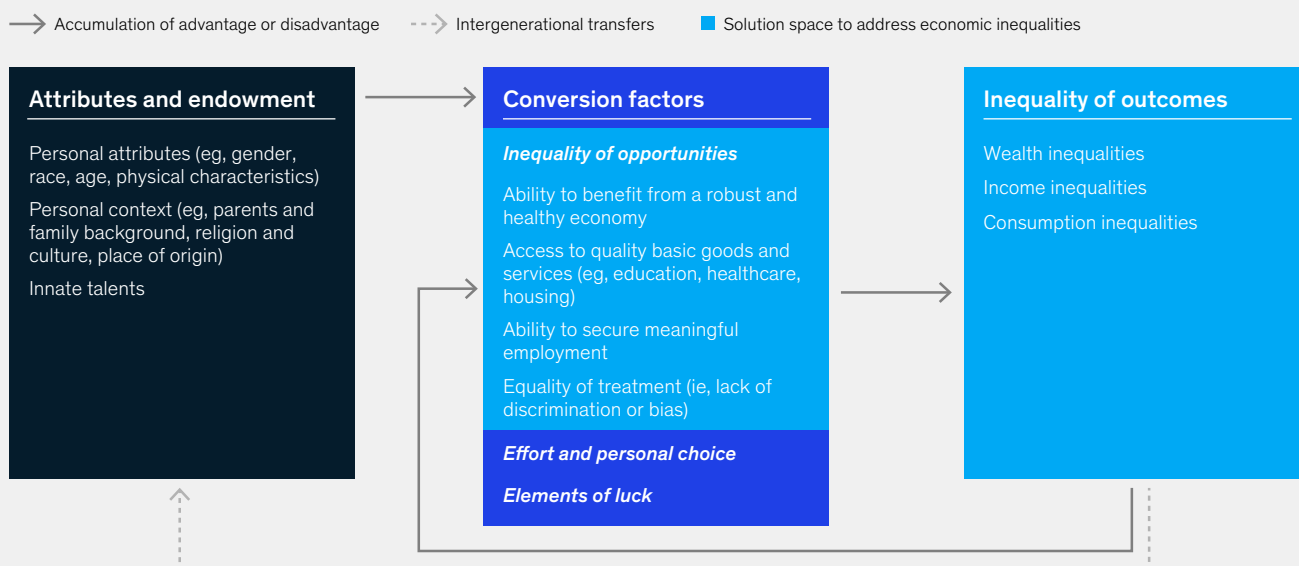 Accumulation of advantage or disadvantage
Intergenerational transfers
Solution space to address economic inequalities
Attributes and endowment
Personal attributes (eg, gender,
race, age, physical characteristics)
Personal context (eg, parents and
family background, religion and
culture, place of origin)
Innate talents
Conversion factors
Inequality of opportunities
Ability to benefit from a robust and
healthy economy
Access to quality basic goods and
services (eg, education, healthcare,
housing)
Ability to secure meaningful
employment
Equality of treatment (ie, lack of
discrimination or bias)
Effort and personal choice
Elements of luck
Inequality of outcomes
Wealth inequalities
Income inequalities
Consumption inequalities